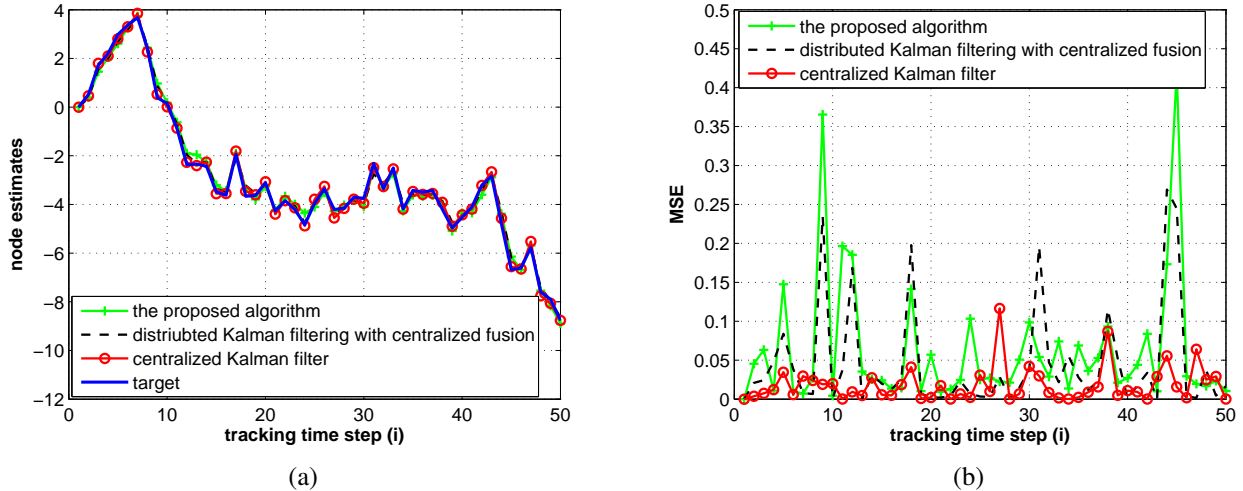 4
2
0
−2
−4
−6
−8
−10
−12
0
10
20
30
40
50
node estimates
tracking time step (i)
the proposed algorithm
distriubted Kalman filtering with centralized fusion
centralized Kalman filter
target
(a)
0.5
0.45
0.4
0.35
0.3
0.25
0.2
0.15
0.1
0.05
0
0
10
20
30
40
50
MSE
tracking time step (i)
the proposed algorithm
distributed Kalman filtering with centralized fusion
centralized Kalman filter
(b)